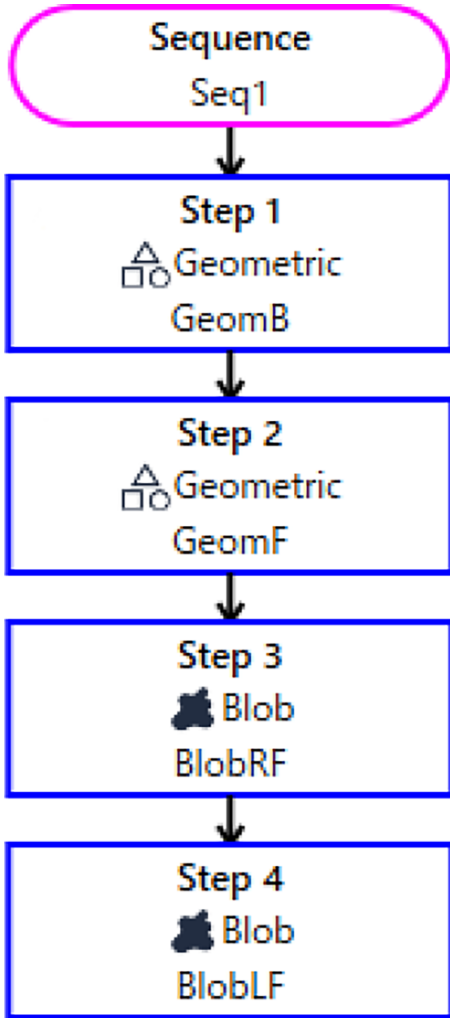 Sequence
Seq1
Step 1
Geometric
GeomB
Step 2
Geometric
GeomF
Step 3
Blob
BlobRF
Step 4
Blob
BlobLF